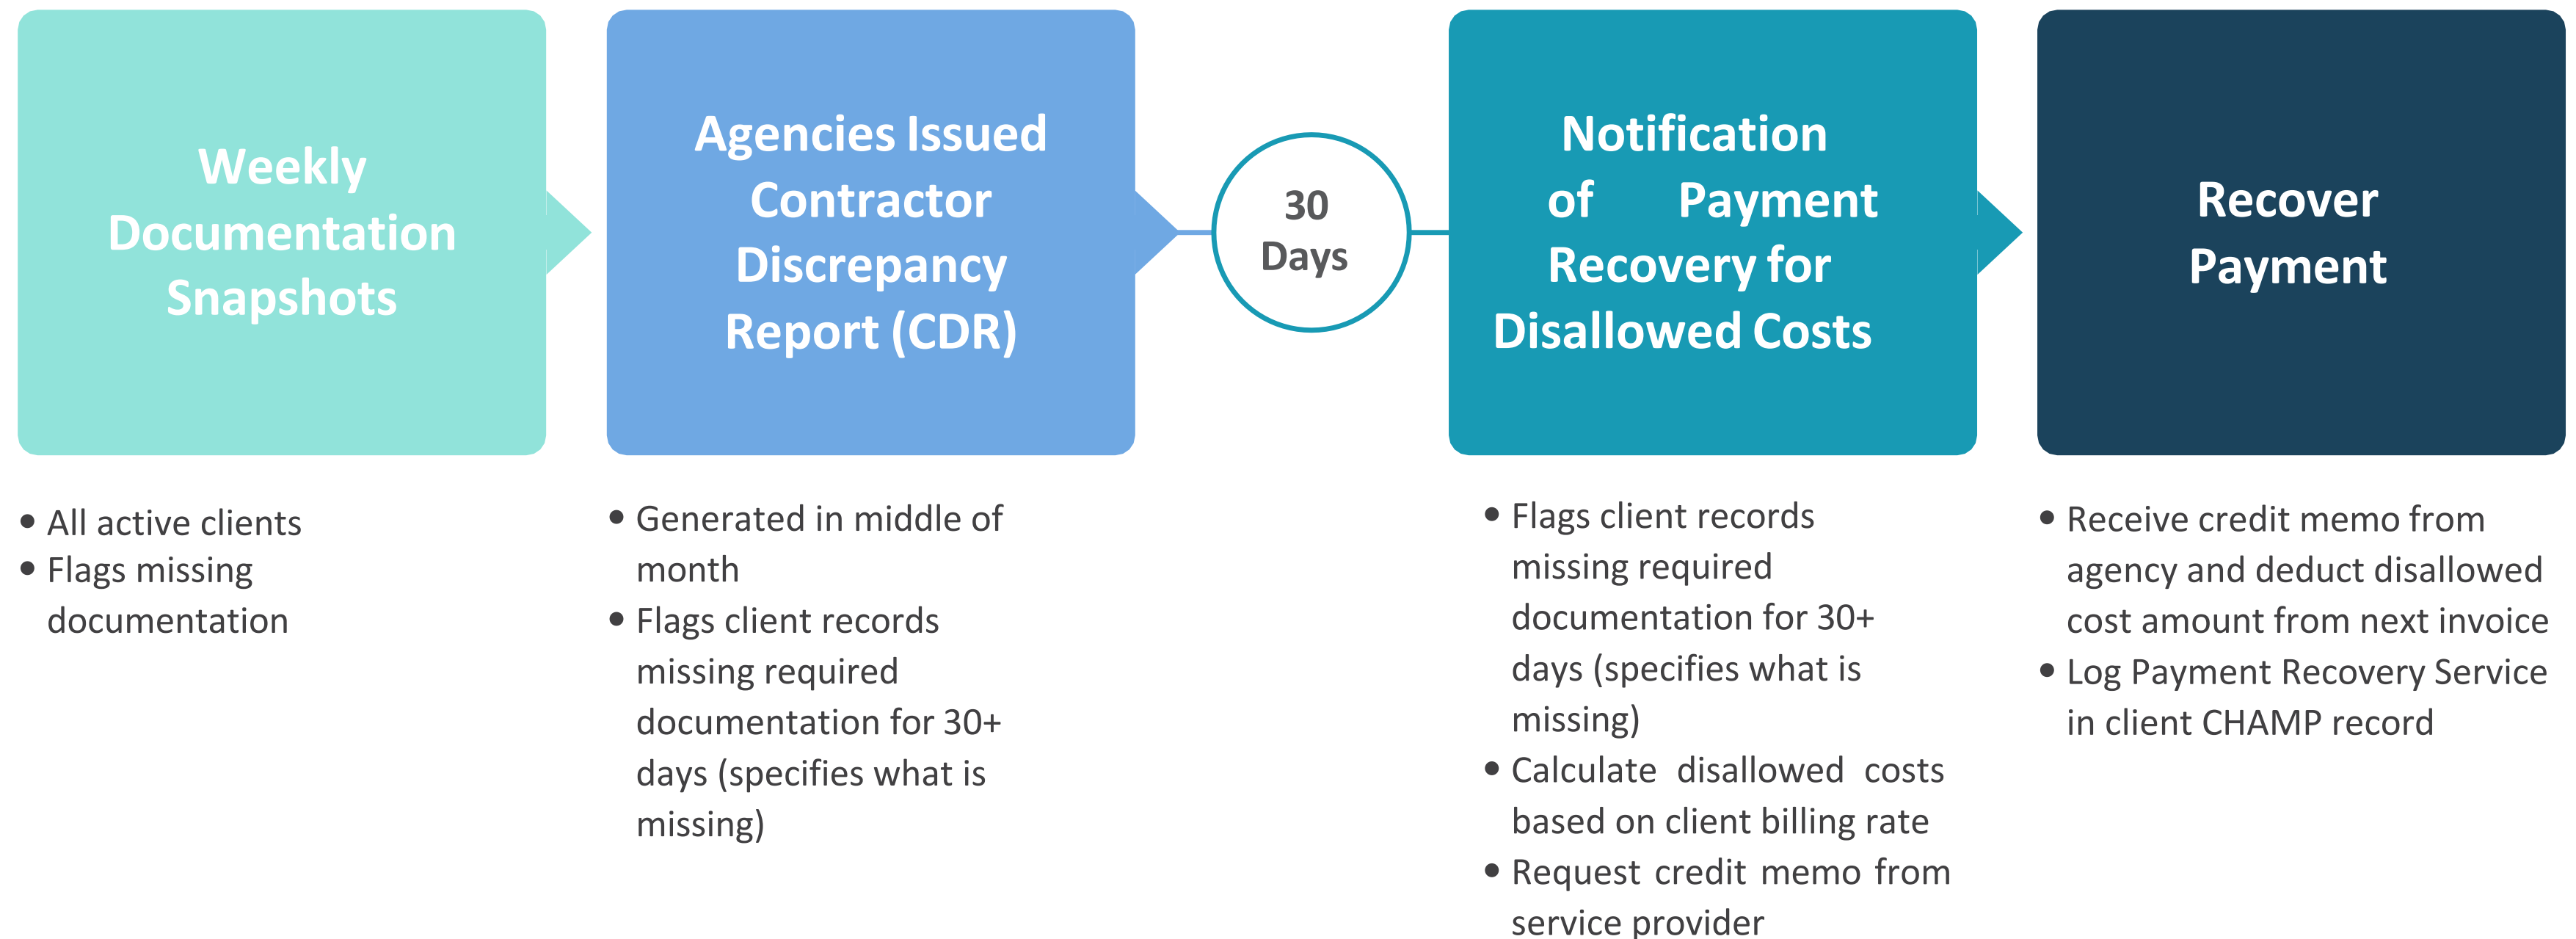 Weekly
Documentation
Snapshots
• All active clients
• Flags missing
documentation
Agencies Issued
Contractor
Discrepancy
Report (CDR)
• Generated in middle of
month
• Flags client records
missing required
documentation for 30+
days (specifies what is
missing)
30
Days
Notification
of Payment
Recovery for
Disallowed Costs
• Flags client records
missing required
documentation for 30+
days (specifies what is
missing)
• Calculate disallowed costs
based on client billing rate
• Request credit memo from
service provider
Recover
Payment
• Receive credit memo from
agency and deduct disallowed
cost amount from next invoice
• Log Payment Recovery Service
in client CHAMP record